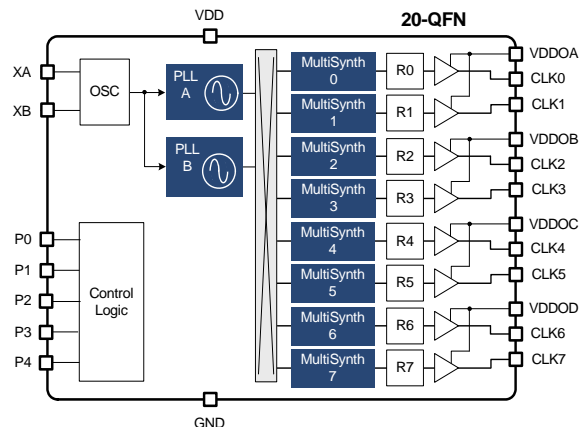 VDD
20-QFN
XA
XB
OSC
PLL
A
PLL
B
P0
P1
P2
P3
P4
Control
Logic
MultiSynth
0
MultiSynth
1
MultiSynth
2
MultiSynth
3
MultiSynth
4
MultiSynth
5
MultiSynth
6
MultiSynth
7
R0
R1
R2
R3
R4
R5
R6
R7
VDDOA
CLK0
CLK1
VDDOB
CLK2
CLK3
VDDOC
CLK4
CLK5
VDDOD
CLK6
CLK7
GND